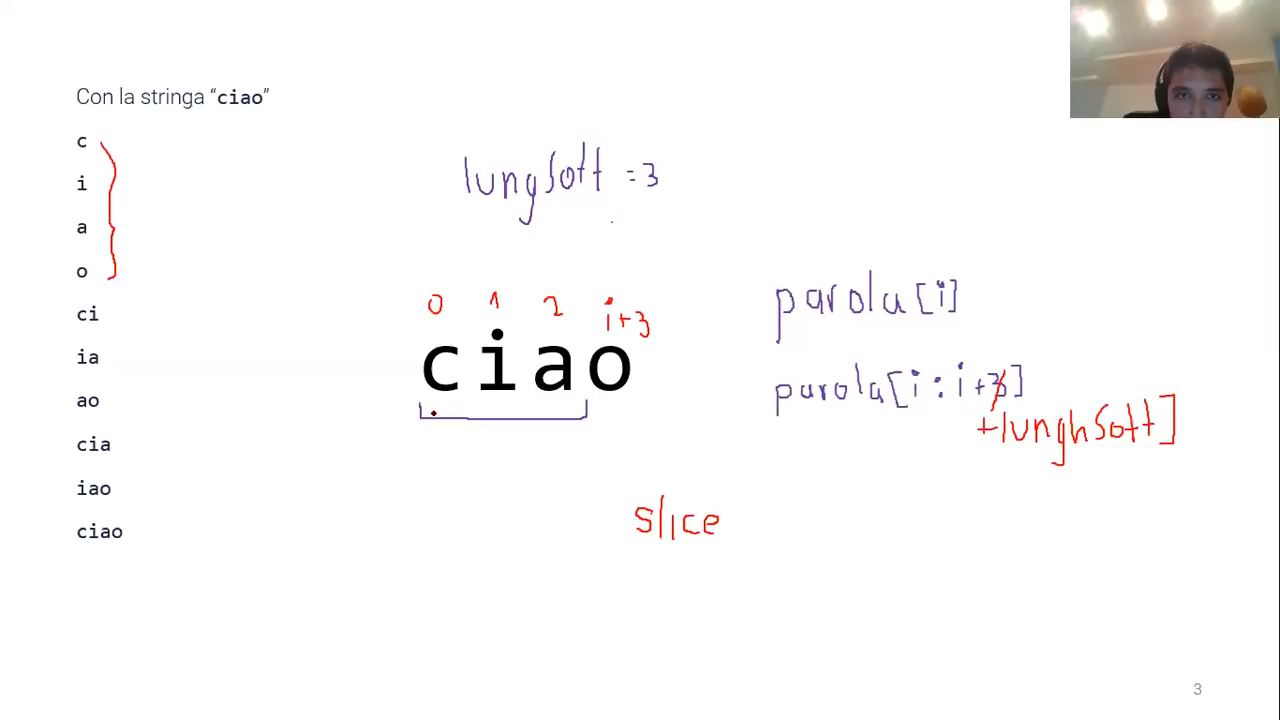 Con la stringa “ciao”
c
i
a
o
ci
ia
ao
cia
iao
ciao
lungSott =3
0 1 2 i+3
ciao
parola[i]
parola[i:i+3]
+lunghSott]
slice
3